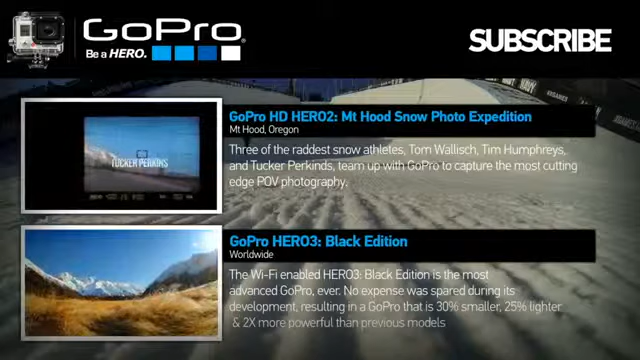 GoPro
Be a HERO.
SUBSCRIBE
GoPro HD HERO2: Mt Hood Snow Photo Expedition
Mt Hood, Oregon
Three of the raddest snow athletes, Tom Wallisch, Tim Humphreys,
and Tucker Perkinds, team up with GoPro to capture the most cutting
edge POV photography.
TUCKER PERKINS
GoPro HERO3: Black Edition
Worldwide
The Wi-Fi enabled HERO3: Black Edition is the most
advanced GoPro, ever. No expense was spared during its
development, resulting in a GoPro that is 30% smaller, 25% lighter
& 2X more powerful than previous models